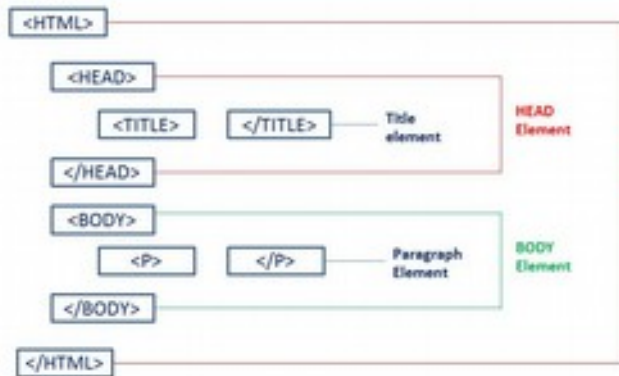 <HTML>
<HEAD>
<TITLE> </TITLE> Title
element
HEAD
Element
</HEAD>
<BODY>
<P> </P> Paragraph
Element
BODY
Element
</BODY>
</HTML>